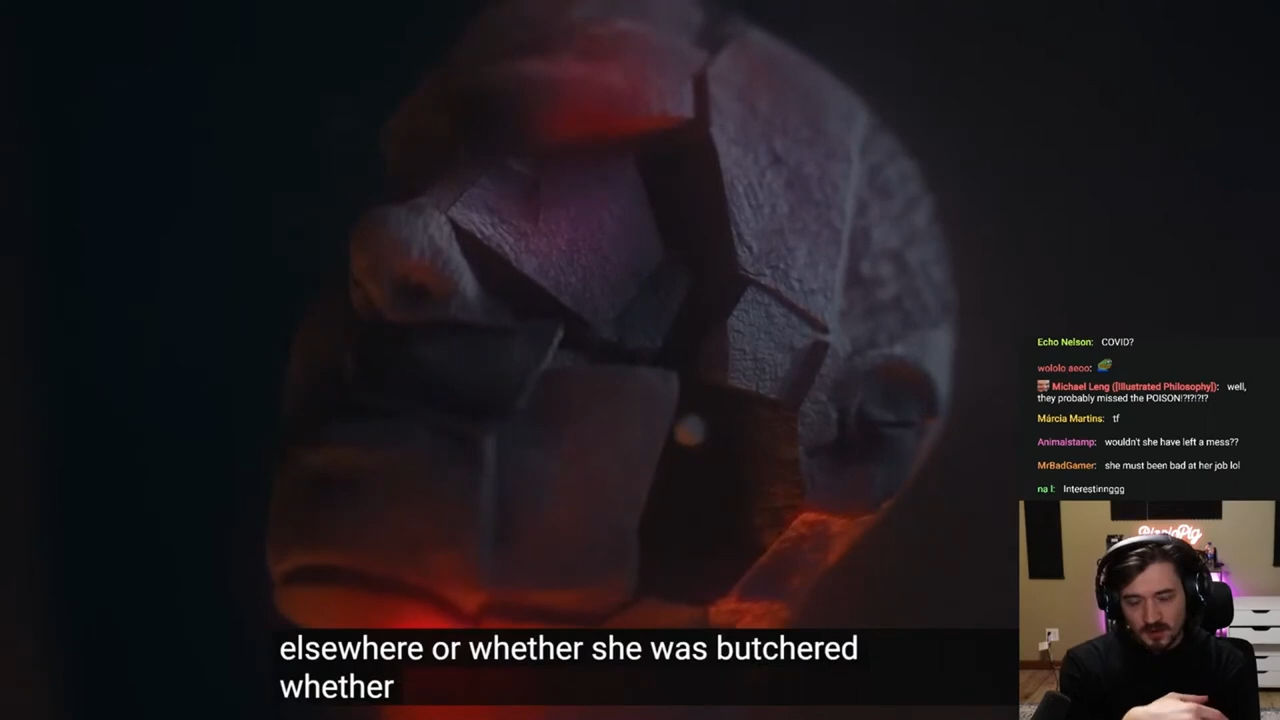 Echo Nelson: COVID?
wololo aeoo:
Michael Leng ([Illustrated Philosophy]): well,
they probably missed the POISON!?!?!?!?
Márcia Martins: tf
Animalstamp: wouldn't she have left a mess??
MrBadGamer: she must been bad at her job lol
na l: Interestinnggg
elsewhere or whether she was butchered
whether